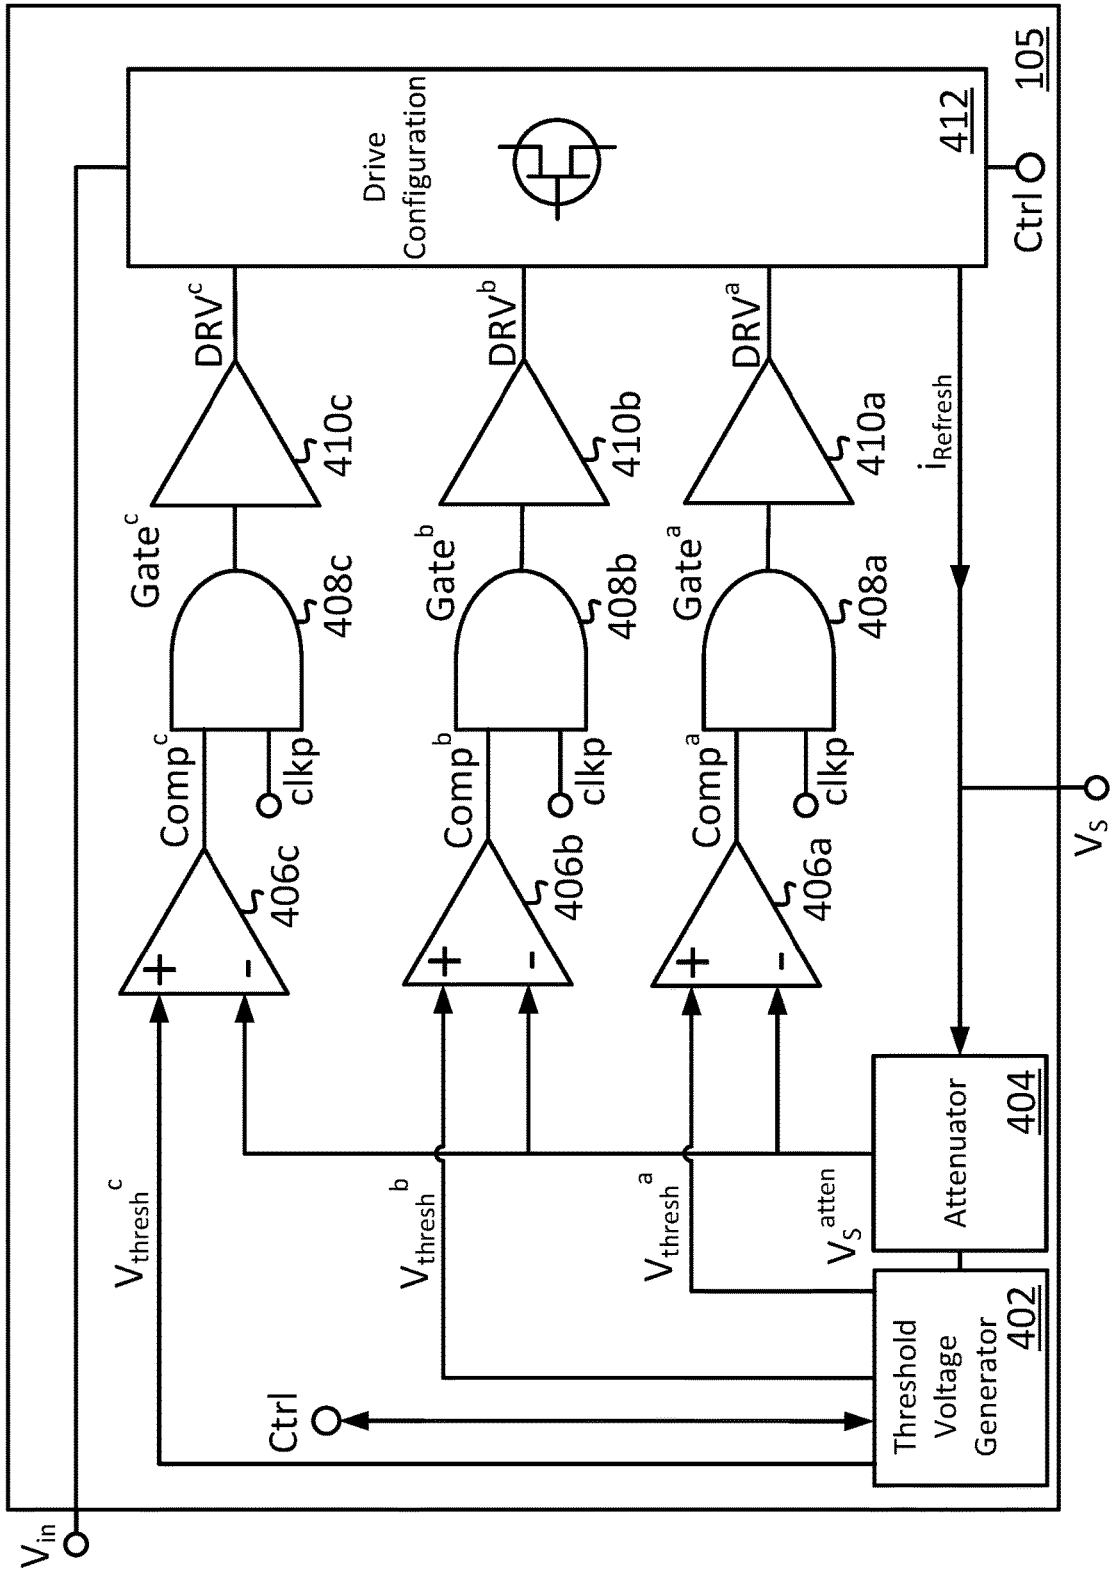 V_in
Drive
Configuration
412
105
Ctrl
V_thresh^c
+
-
406c
Comp^c
clkp
408c
Gate^c
410c
DRV^c
V_thresh^b
+
-
406b
Comp^b
clkp
408b
Gate^b
410b
DRV^b
V_thresh^a
+
-
406a
Comp^a
clkp
408a
Gate^a
410a
DRV^a
Ctrl
V_S^atten
i_Refresh
Threshold
Voltage
Generator
402
Attenuator
404
V_S